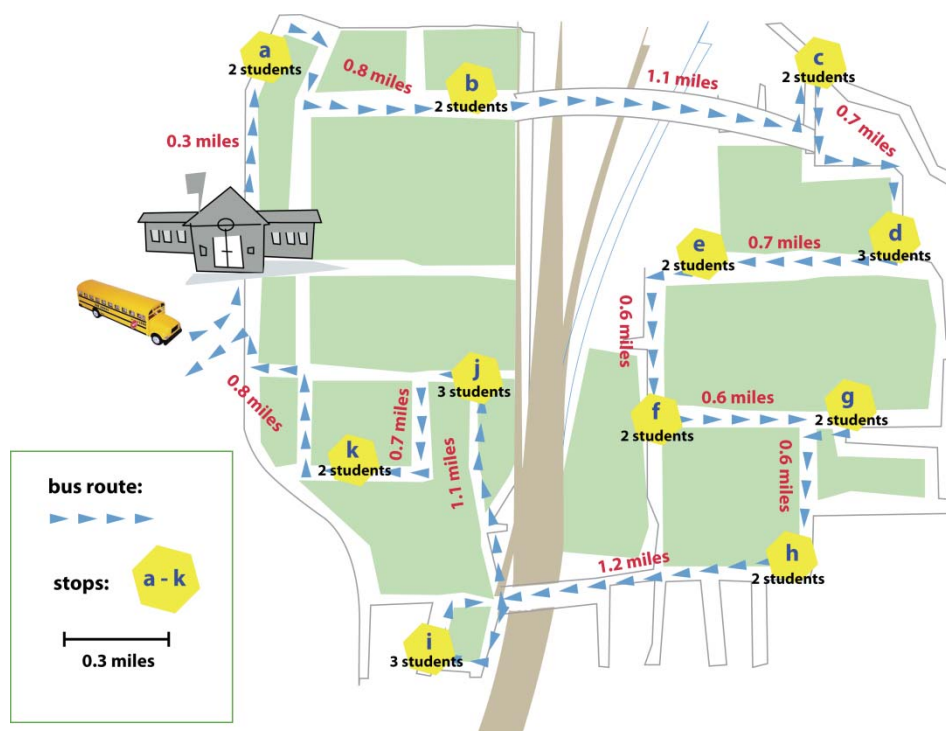 a
2 students
0.8 miles
b
2 students
1.1 miles
c
2 students
0.7 miles
0.3 miles
d
3 students
0.7 miles
e
2 students
0.6 miles
j
3 students
0.6 miles
g
2 students
f
2 students
0.8 miles
0.7 miles
k
2 students
1.1 miles
0.6 miles
h
2 students
1.2 miles
i
3 students
bus route:
stops:
a - k
0.3 miles